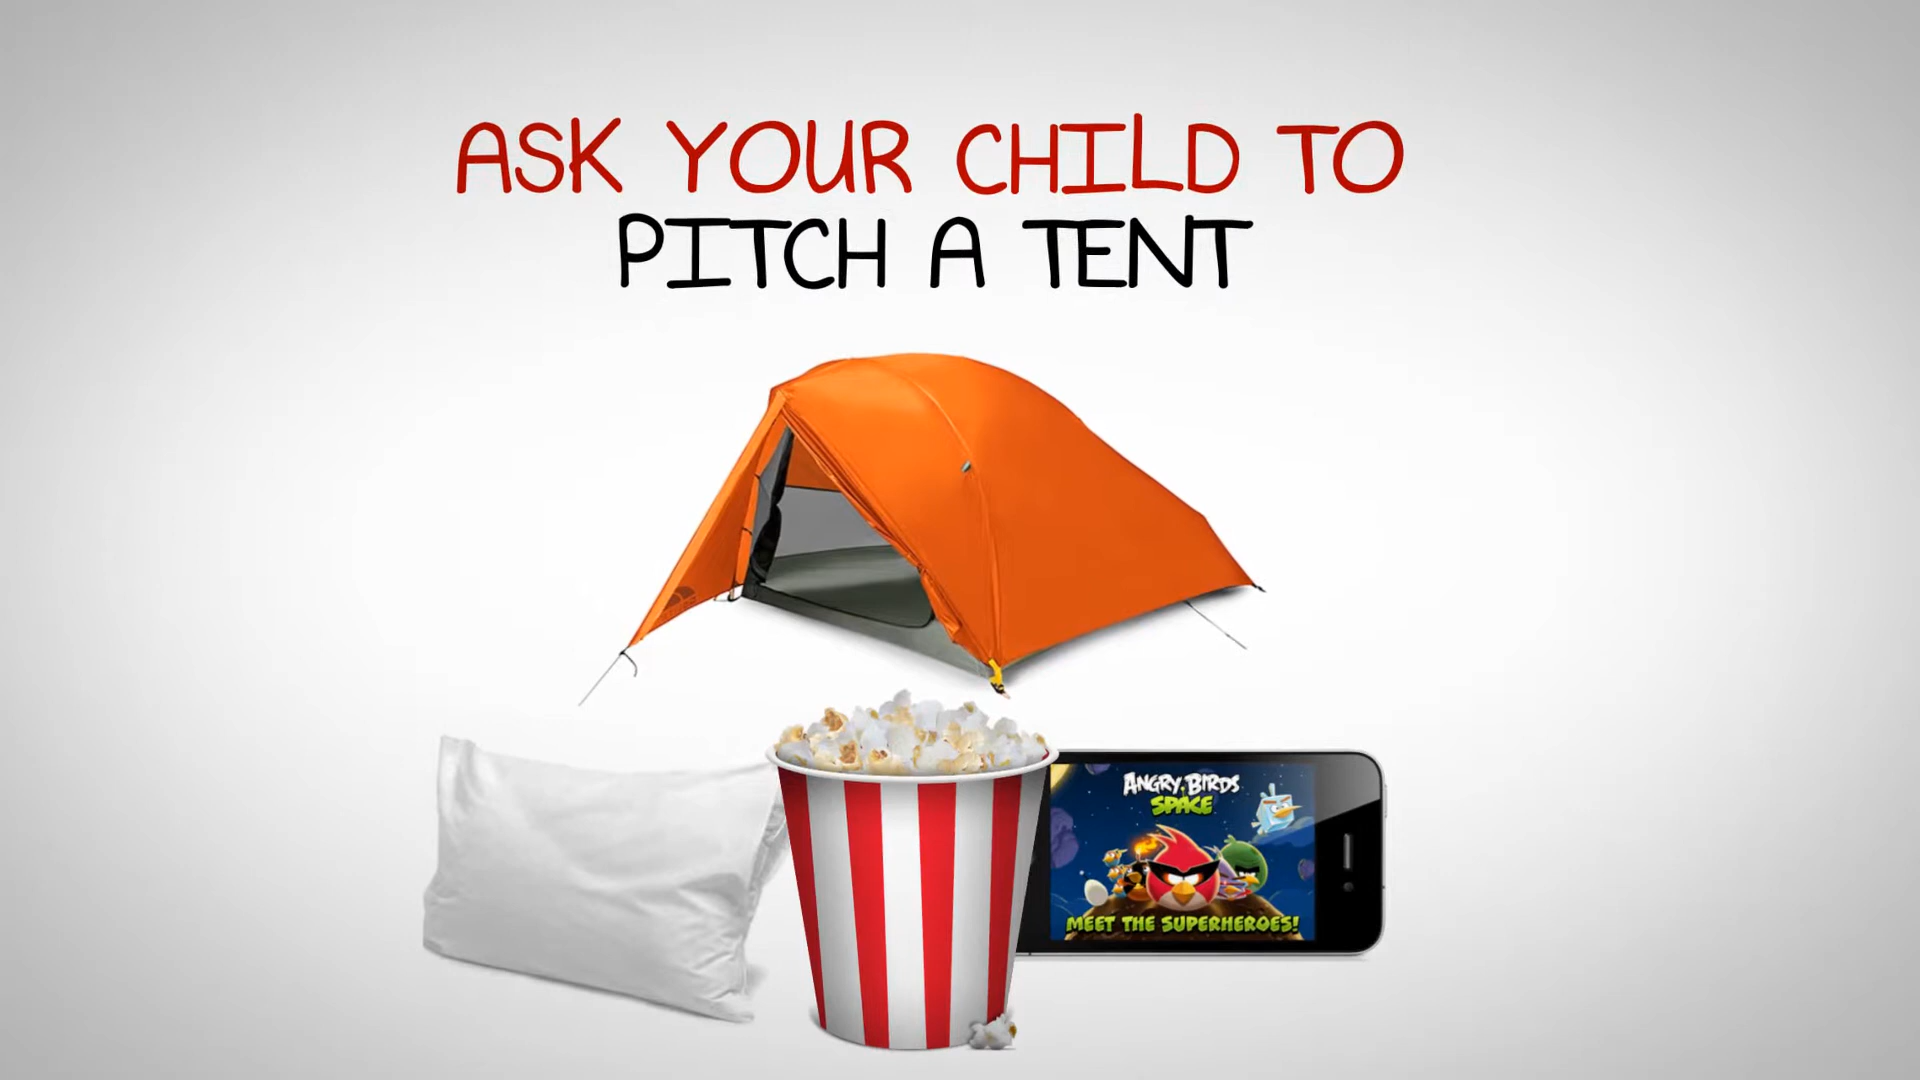 ASK YOUR CHILD TO
PITCH A TENT
ANGRY BIRDS
SPACE
MEET THE SUPERHEROES!